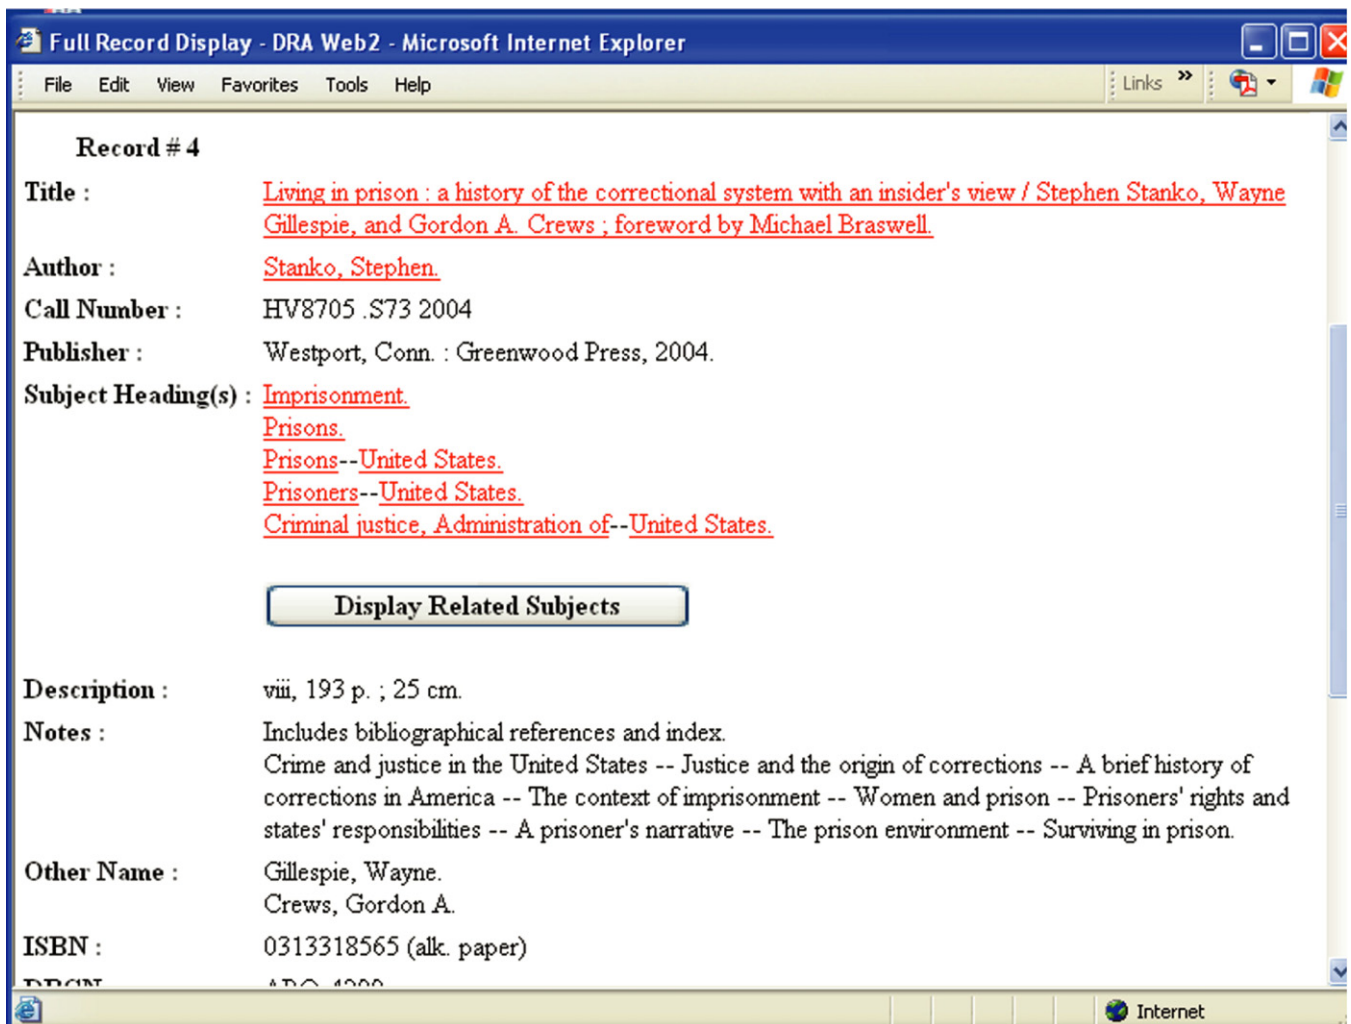 Full Record Display - DRA Web2 - Microsoft Internet Explorer
File Edit View Favorites Tools Help Links »
Record # 4
Title : Living in prison : a history of the correctional system with an insider's view / Stephen Stanko, Wayne
Gillespie, and Gordon A. Crews ; foreword by Michael Braswell.
Author : Stanko, Stephen.
Call Number : HV8705 .S73 2004
Publisher : Westport, Conn. : Greenwood Press, 2004.
Subject Heading(s) : Imprisonment.
Prisons.
Prisons--United States.
Prisoners--United States.
Criminal justice, Administration of--United States.
Display Related Subjects
Description : viii, 193 p. ; 25 cm.
Notes : Includes bibliographical references and index.
Crime and justice in the United States -- Justice and the origin of corrections -- A brief history of
corrections in America -- The context of imprisonment -- Women and prison -- Prisoners' rights and
states' responsibilities -- A prisoner's narrative -- The prison environment -- Surviving in prison.
Other Name : Gillespie, Wayne.
Crews, Gordon A.
ISBN : 0313318565 (alk. paper)
Internet